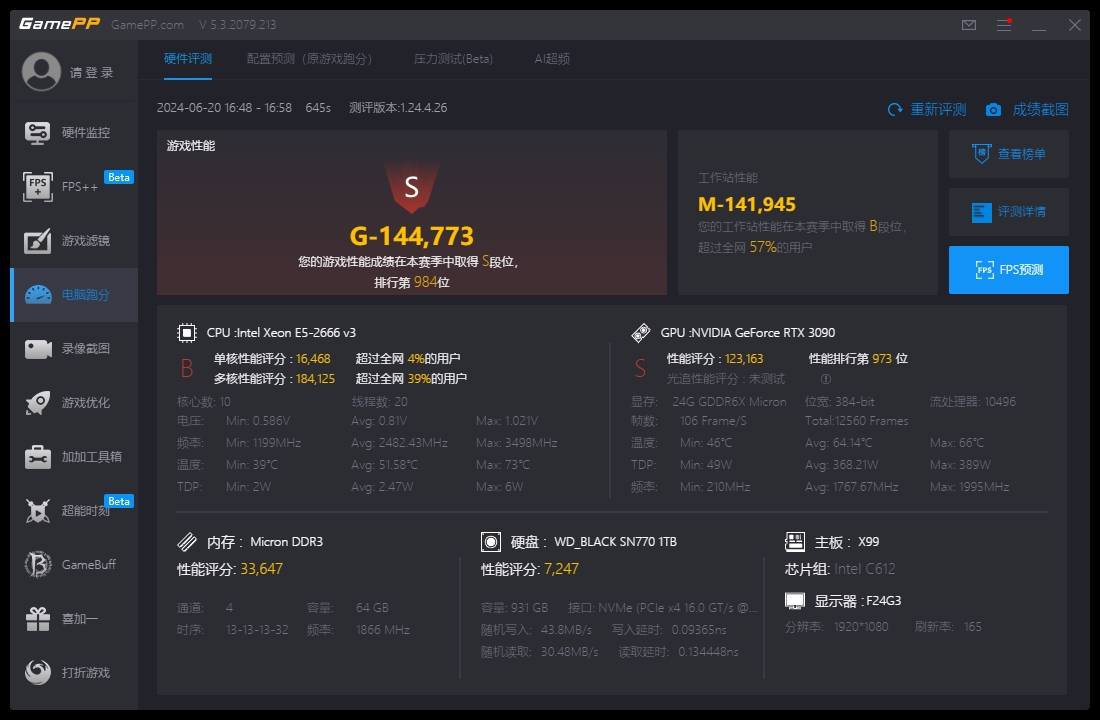 GamePP GamePP.com V 5.3.2079.213
请 登 录
硬件监控
FPS++ Beta
游戏滤镜
电脑跑分
录像截图
游戏优化
加加工具箱
超能时刻 Beta
GameBuff
喜加一
打折游戏
硬件评测 配置预测（原游戏跑分） 压力测试(Beta) AI超频
2024-06-20 16:48 - 16:58 645s 测评版本:1.24.4.26 重新评测 成绩截图
游戏性能
S
G-144,773
您的游戏性能成绩在本赛季中取得 S段位，
排行第 984位
工作站性能
M-141,945
您的工作站性能在本赛季中取得 B段位，
超过全网 57%的用户
查看榜单
评测详情
FPS预测
CPU :Intel Xeon E5-2666 v3
B
单核性能评分 : 16,468 超过全网 4%的用户
多核性能评分 : 184,125 超过全网 39%的用户
核心数: 10 线程数: 20
电压: Min: 0.586V Avg: 0.81V Max: 1.021V
频率: Min: 1199MHz Avg: 2482.43MHz Max: 3498MHz
温度: Min: 39℃ Avg: 51.58℃ Max: 73℃
TDP: Min: 2W Avg: 2.47W Max: 6W
GPU :NVIDIA GeForce RTX 3090
S
性能评分 : 123,163 性能排行第 973 位
光追性能评分 : 未测试
显存: 24G GDDR6X Micron 位宽: 384-bit 流处理器: 10496
帧数: 106 Frame/S Total:12560 Frames
温度: Min: 46℃ Avg: 64.14℃ Max: 66℃
TDP: Min: 49W Avg: 368.21W Max: 389W
频率: Min: 210MHz Avg: 1767.67MHz Max: 1995MHz
内存 : Micron DDR3
性能评分: 33,647
通道: 4 容量: 64 GB
时序: 13-13-13-32 频率: 1866 MHz
硬盘 : WD_BLACK SN770 1TB
性能评分: 7,247
容量: 931 GB 接口: NVMe (PCIe x4 16.0 GT/s @...
随机写入: 43.8MB/s 写入延时: 0.09365ns
随机读取: 30.48MB/s 读取延时: 0.134448ns
主板 : X99
芯片组: Intel C612
显示器 : F24G3
分辨率: 1920*1080 刷新率: 165